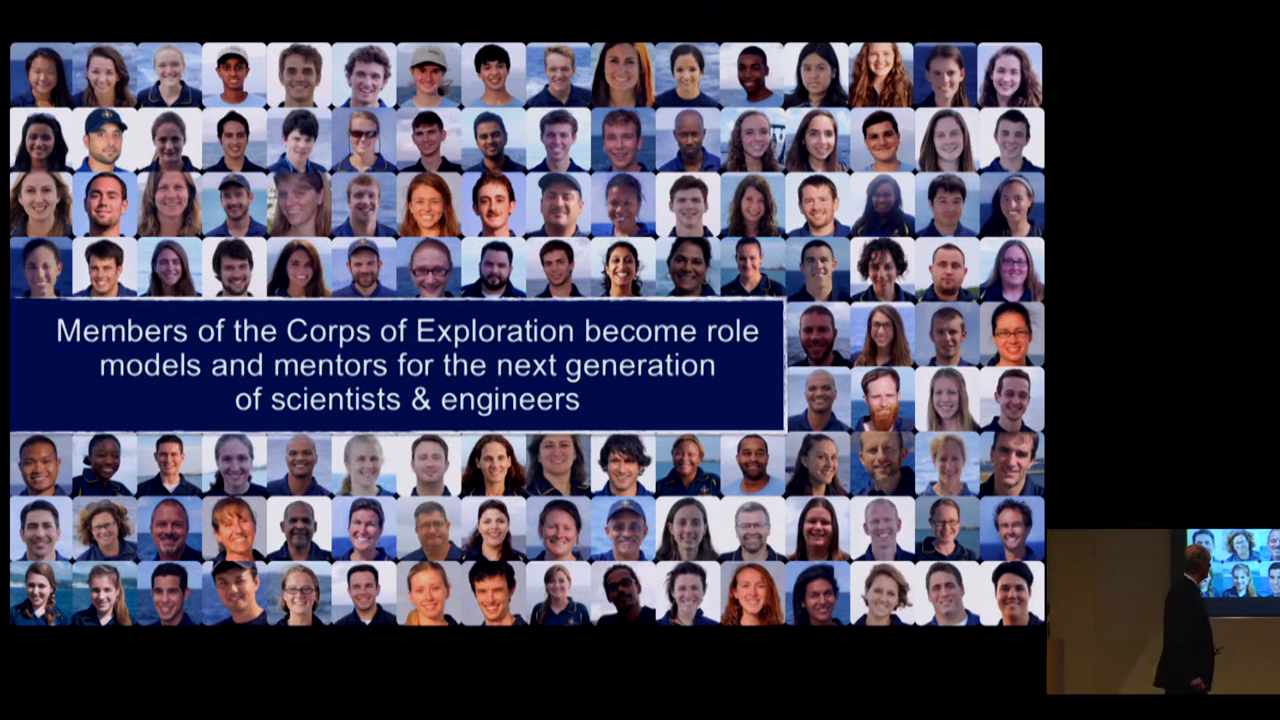 Members of the Corps of Exploration become role
models and mentors for the next generation
of scientists & engineers